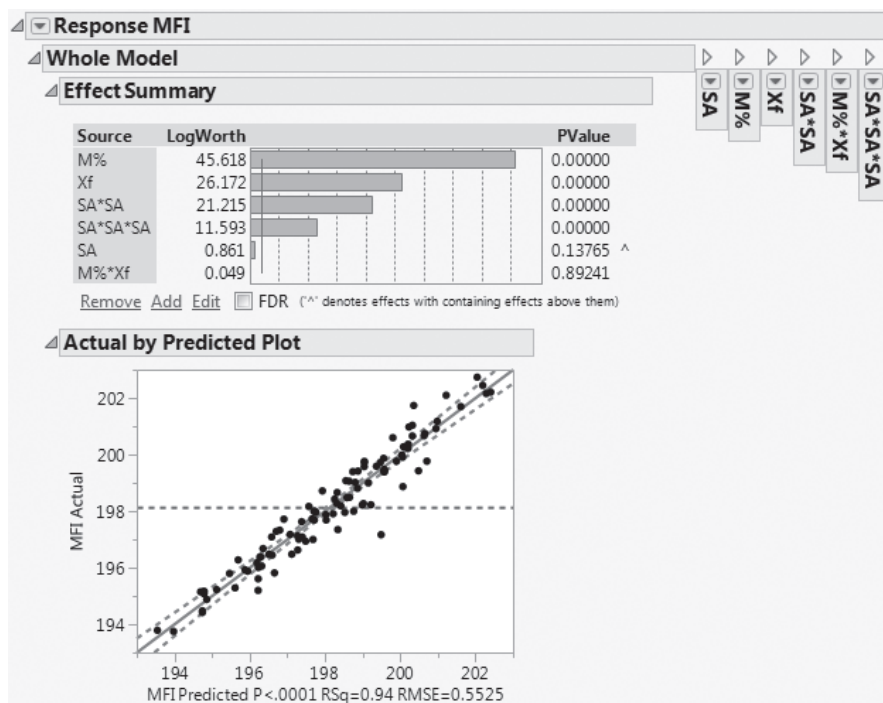 Response MFI
Whole Model
Effect Summary
Source LogWorth PValue
M% 45.618 0.00000
Xf 26.172 0.00000
SA*SA 21.215 0.00000
SA*SA*SA 11.593 0.00000
SA 0.861 0.13765 ^
M%*Xf 0.049 0.89241
Remove Add Edit FDR ('^' denotes effects with containing effects above them)
SA
M%
Xf
SA*SA
M%*Xf
SA*SA*SA
Actual by Predicted Plot
MFI Actual
202
200
198
196
194
194 196 198 200 202
MFI Predicted P<.0001 RSq=0.94 RMSE=0.5525